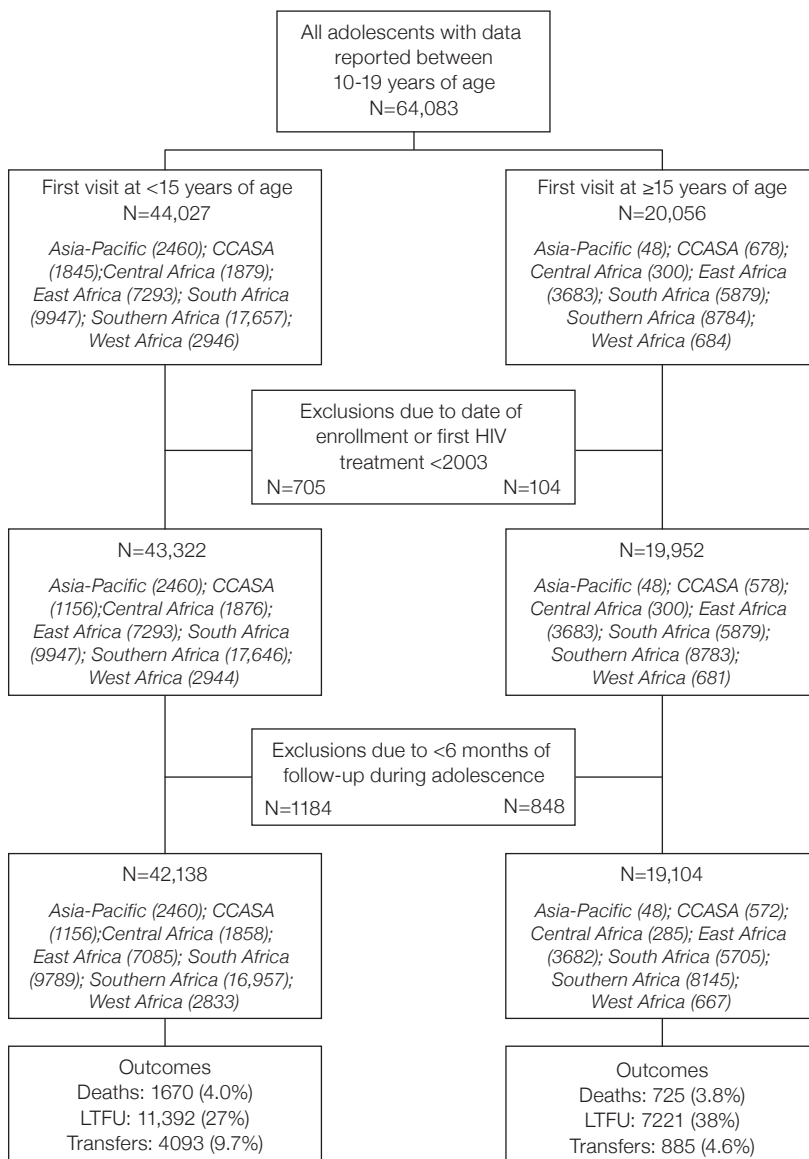 All adolescents with data
reported between
10-19 years of age
N=64,083
First visit at <15 years of age
N=44,027
Asia-Pacific (2460); CCASA
(1845);Central Africa (1879);
East Africa (7293); South Africa
(9947); Southern Africa (17,657);
West Africa (2946)
First visit at ≥15 years of age
N=20,056
Asia-Pacific (48); CCASA (678);
Central Africa (300); East Africa
(3683); South Africa (5879);
Southern Africa (8784);
West Africa (684)
Exclusions due to date of
enrollment or first HIV
treatment <2003
N=705 N=104
N=43,322
Asia-Pacific (2460); CCASA
(1156);Central Africa (1876);
East Africa (7293); South Africa
(9947); Southern Africa (17,646);
West Africa (2944)
N=19,952
Asia-Pacific (48); CCASA (578);
Central Africa (300); East Africa
(3683); South Africa (5879);
Southern Africa (8783);
West Africa (681)
Exclusions due to <6 months of
follow-up during adolescence
N=1184 N=848
N=42,138
Asia-Pacific (2460); CCASA
(1156);Central Africa (1858);
East Africa (7085); South Africa
(9789); Southern Africa (16,957);
West Africa (2833)
N=19,104
Asia-Pacific (48); CCASA (572);
Central Africa (285); East Africa
(3682); South Africa (5705);
Southern Africa (8145);
West Africa (667)
Outcomes
Deaths: 1670 (4.0%)
LTFU: 11,392 (27%)
Transfers: 4093 (9.7%)
Outcomes
Deaths: 725 (3.8%)
LTFU: 7221 (38%)
Transfers: 885 (4.6%)